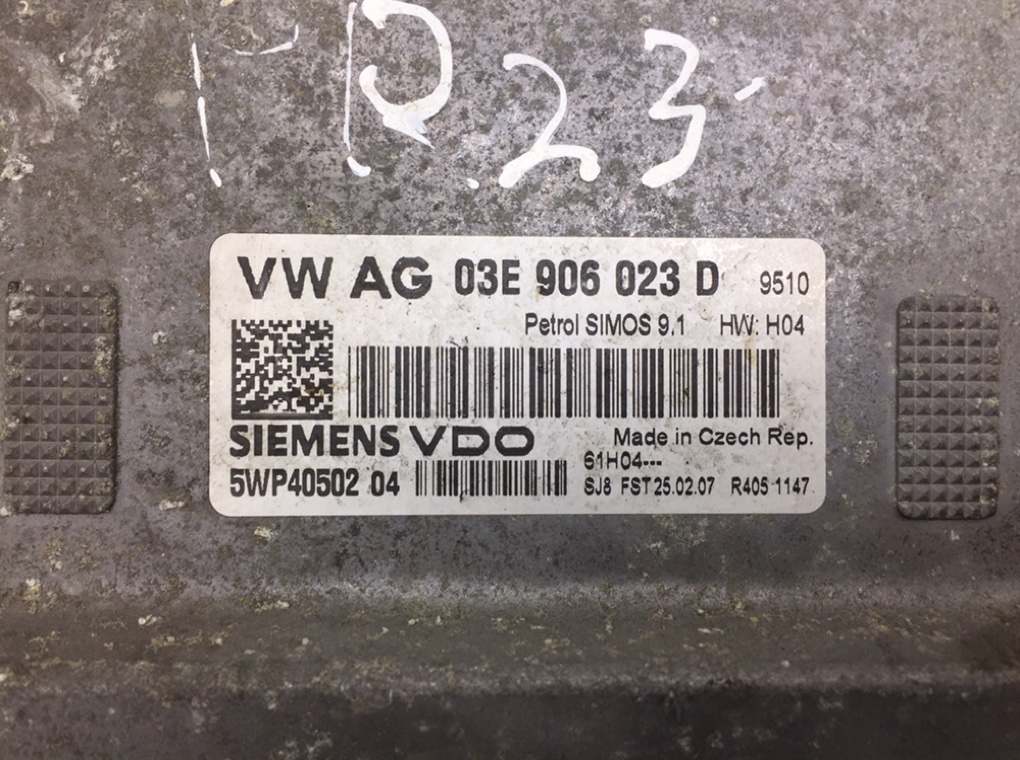 R.23
VW AG 03E 906 023 D 9510
Petrol SIMOS 9.1 HW: H04
SIEMENS VDO Made in Czech Rep.
61H04---
5WP40502 04 SJ8 FST 25.02.07 R405 1147